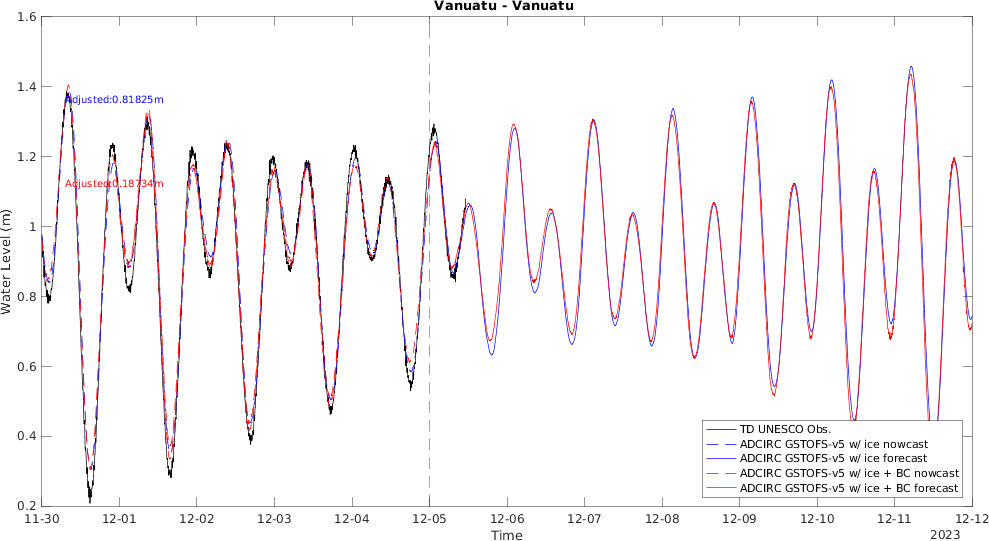 Vanuatu - Vanuatu
1.6
1.4
Adjusted:0.81825m
1.2
Adjusted:0.18734m
1
Water Level (m)
0.8
0.6
0.4
0.2
TD UNESCO Obs.
ADCIRC GSTOFS-v5 w/ ice nowcast
ADCIRC GSTOFS-v5 w/ ice forecast
ADCIRC GSTOFS-v5 w/ ice + BC nowcast
ADCIRC GSTOFS-v5 w/ ice + BC forecast
11-30 12-01 12-02 12-03 12-04 12-05 12-06 12-07 12-08 12-09 12-10 12-11 12-12
Time
2023